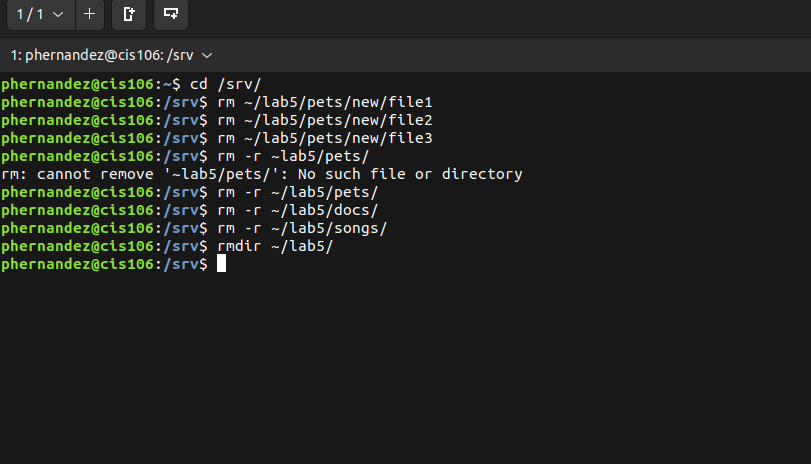 1 / 1
1: phernandez@cis106: /srv
phernandez@cis106:~$ cd /srv/
phernandez@cis106:/srv$ rm ~/lab5/pets/new/file1
phernandez@cis106:/srv$ rm ~/lab5/pets/new/file2
phernandez@cis106:/srv$ rm ~/lab5/pets/new/file3
phernandez@cis106:/srv$ rm -r ~lab5/pets/
rm: cannot remove '~lab5/pets/': No such file or directory
phernandez@cis106:/srv$ rm -r ~/lab5/pets/
phernandez@cis106:/srv$ rm -r ~/lab5/docs/
phernandez@cis106:/srv$ rm -r ~/lab5/songs/
phernandez@cis106:/srv$ rmdir ~/lab5/
phernandez@cis106:/srv$